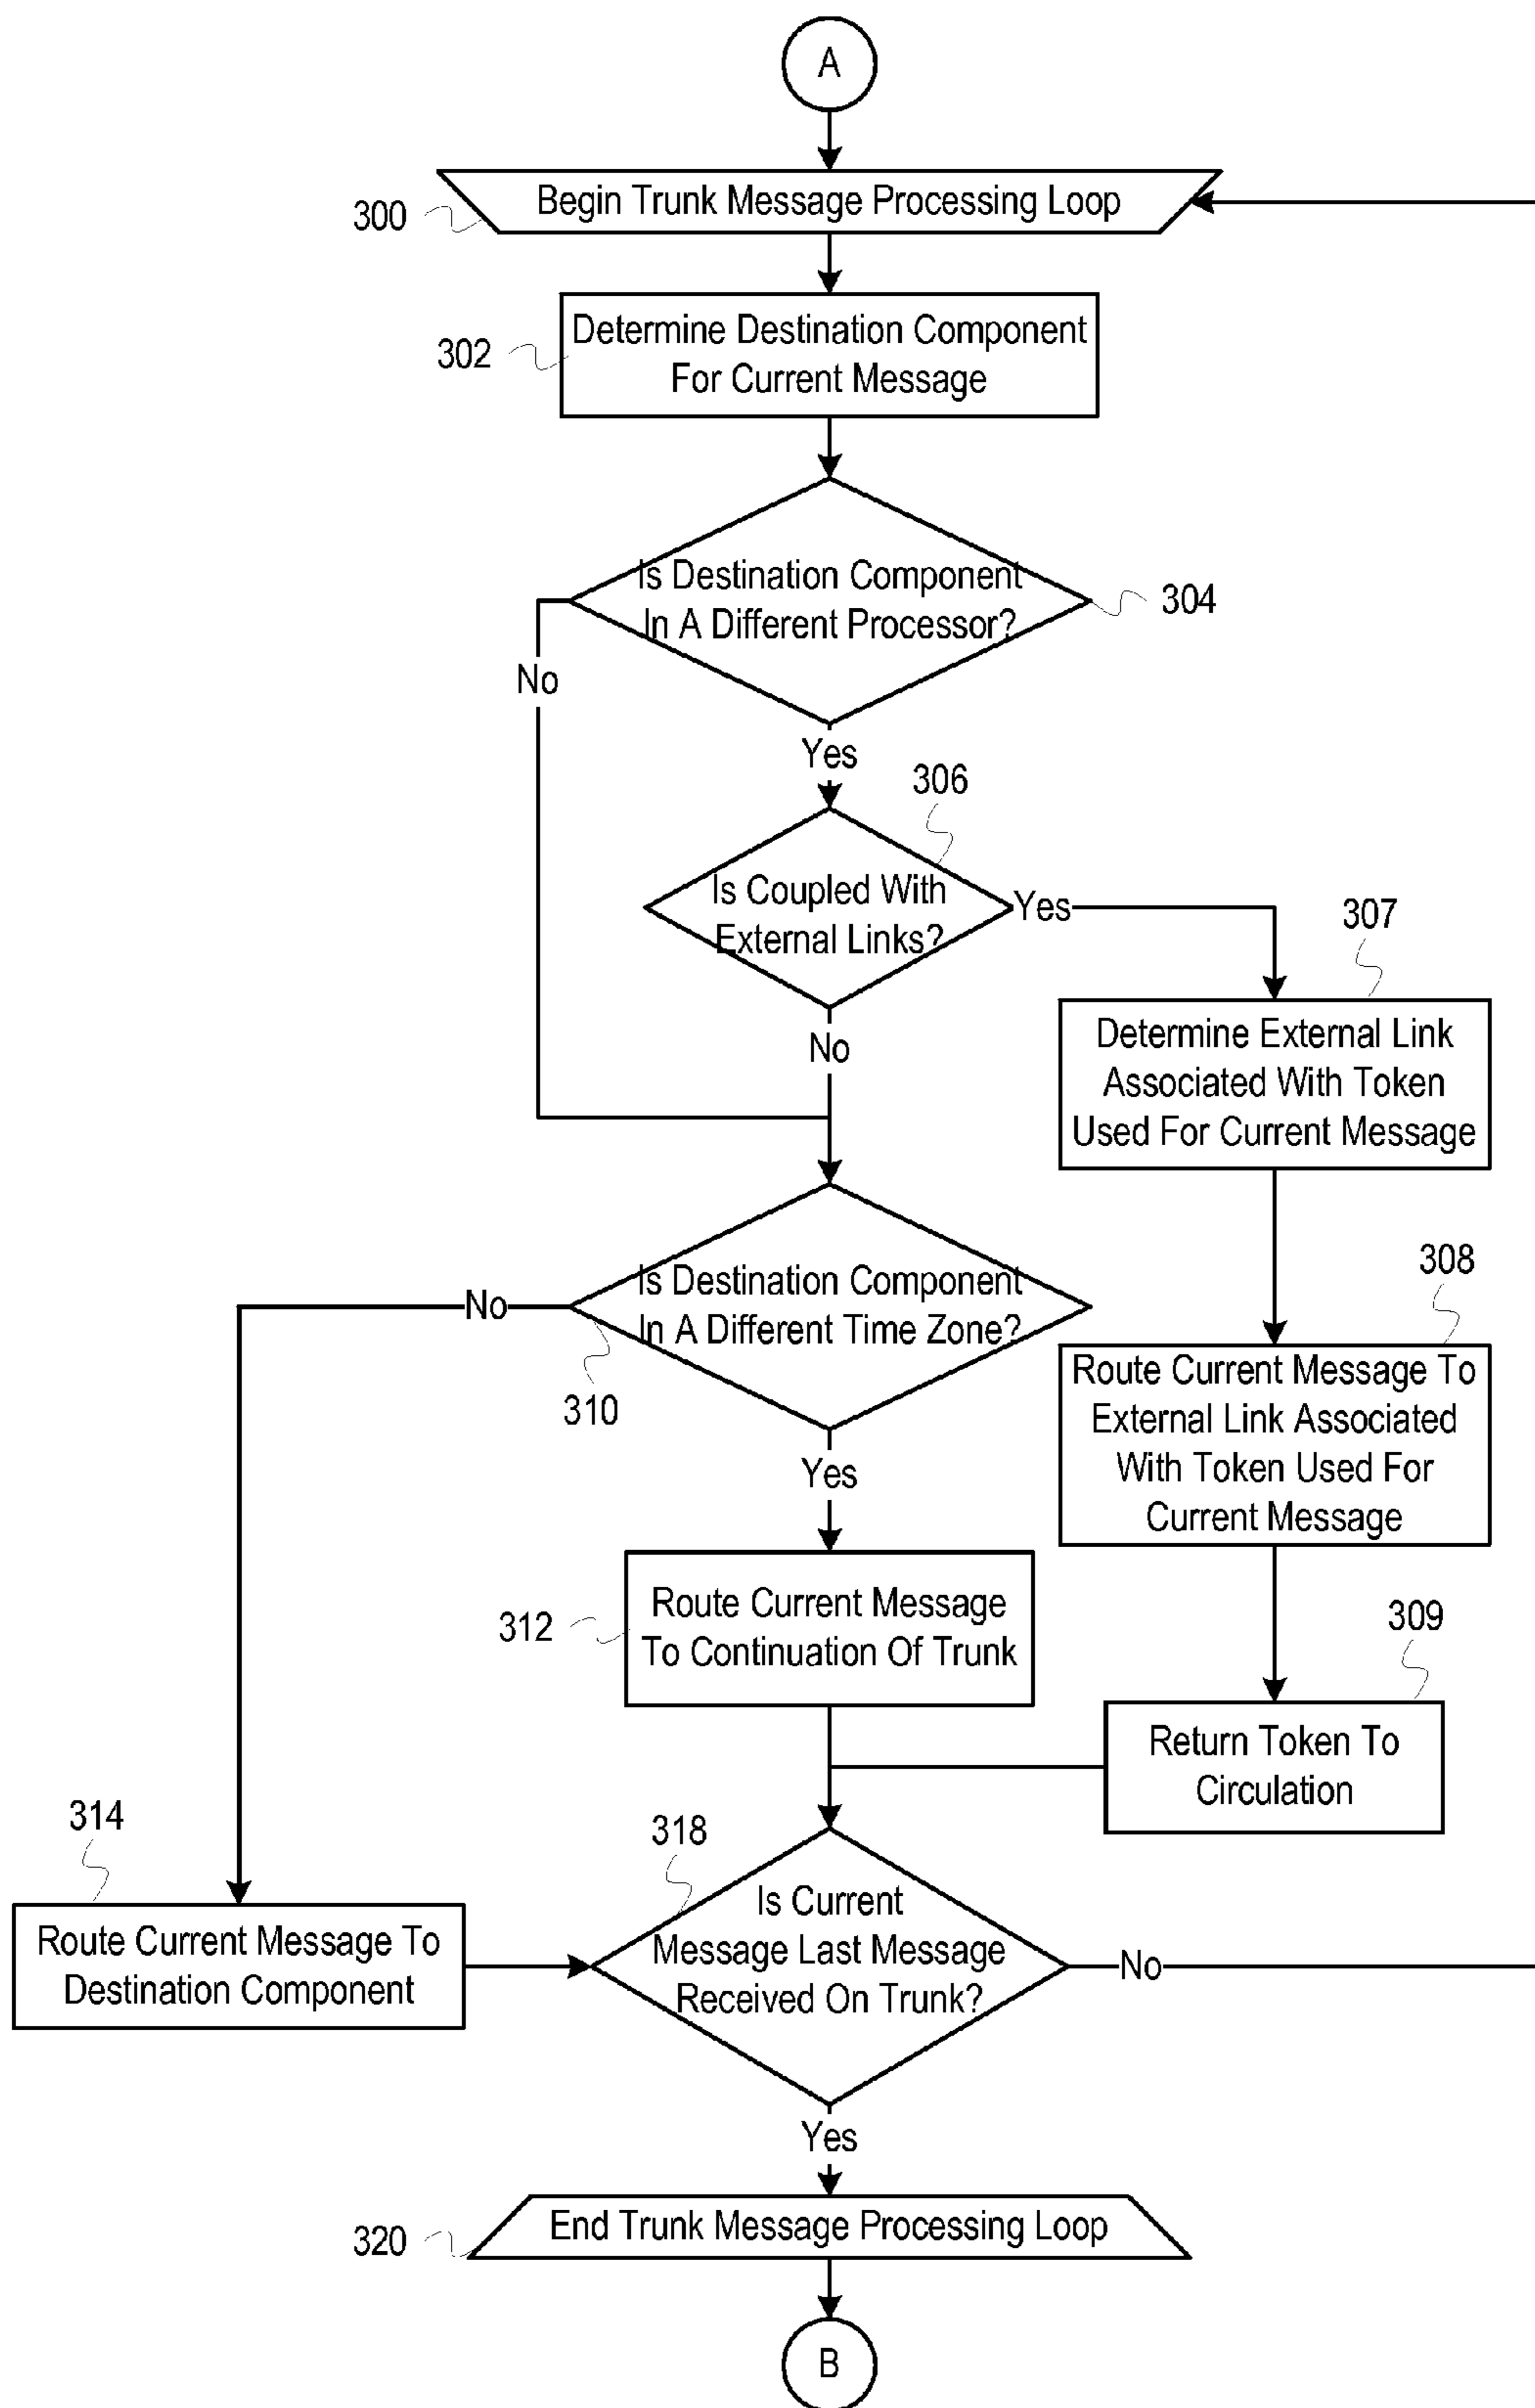 A
Begin Trunk Message Processing Loop
300
Determine Destination Component
For Current Message
302
Is Destination Component
In A Different Processor?
304
No
Yes
306
Is Coupled With
External Links?
Yes
307
No
Determine External Link
Associated With Token
Used For Current Message
Is Destination Component
In A Different Time Zone?
No
310
308
Route Current Message To
External Link Associated
With Token Used For
Current Message
Yes
Route Current Message
To Continuation Of Trunk
312
309
Return Token To
Circulation
314
318
Route Current Message To
Destination Component
Is Current
Message Last Message
Received On Trunk?
No
Yes
End Trunk Message Processing Loop
320
B